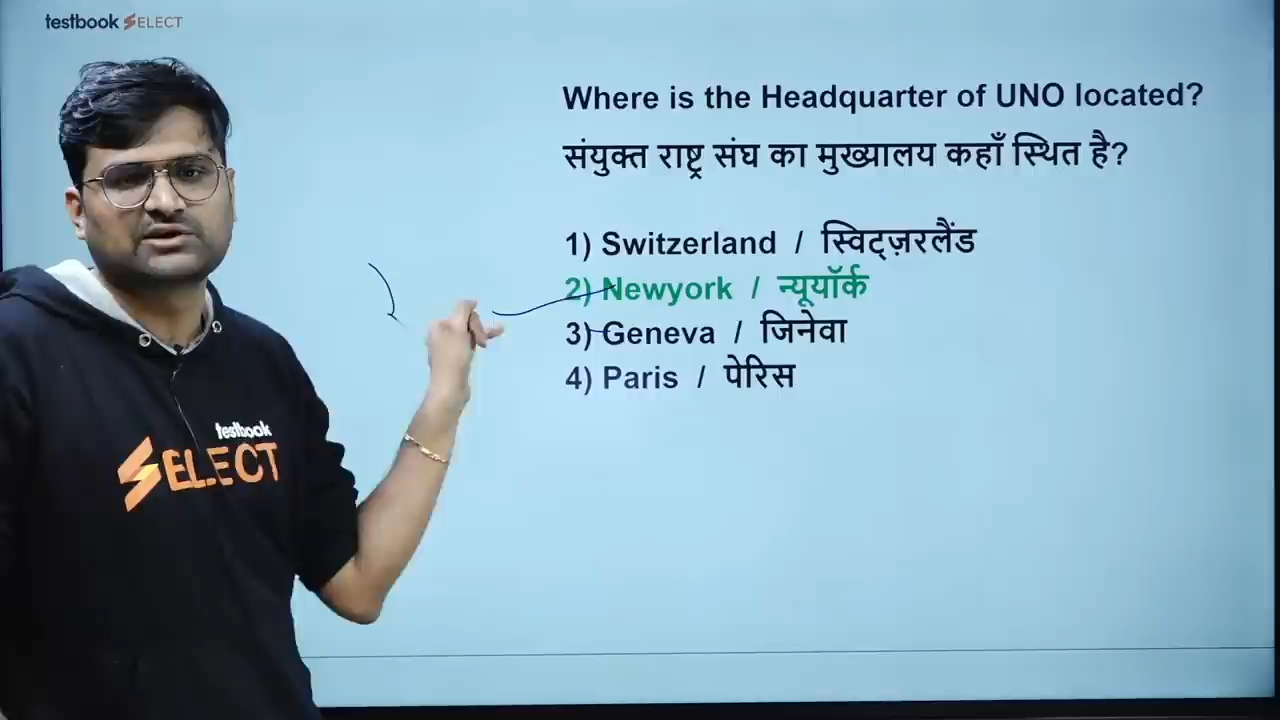 testbook SELECT
Where is the Headquarter of UNO located?
संयुक्त राष्ट्र संघ का मुख्यालय कहाँ स्थित है?
1) Switzerland / स्विट्ज़रलैंड
2) Newyork / न्यूयॉर्क
3) Geneva / जिनेवा
4) Paris / पेरिस
testbook
SELECT